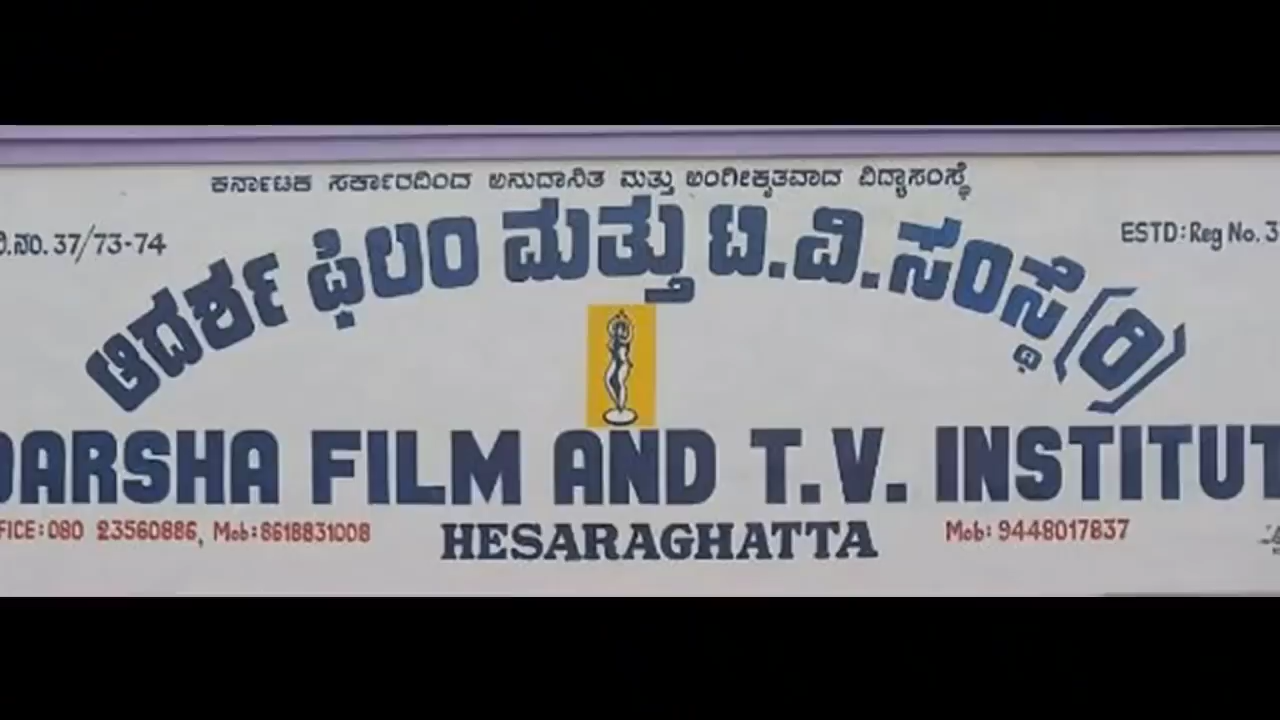 ಕರ್ನಾಟಕ ಸರ್ಕಾರದಿಂದ ಅನುದಾನಿತ ಮತ್ತು ಅಂಗೀಕೃತವಾದ ವಿದ್ಯಾಸಂಸ್ಥೆ
ನಂ. 37/73-74
ESTD: Reg No. 3
ಆದರ್ಶ ಫಿಲಂ ಮತ್ತು ಟಿ.ವಿ. ಸಂಸ್ಥೆ (ರಿ)
DARSHA FILM AND T.V. INSTITUT
FICE: 080 23560886, Mob: 8618831008
HESARAGHATTA
Mob: 9448017837